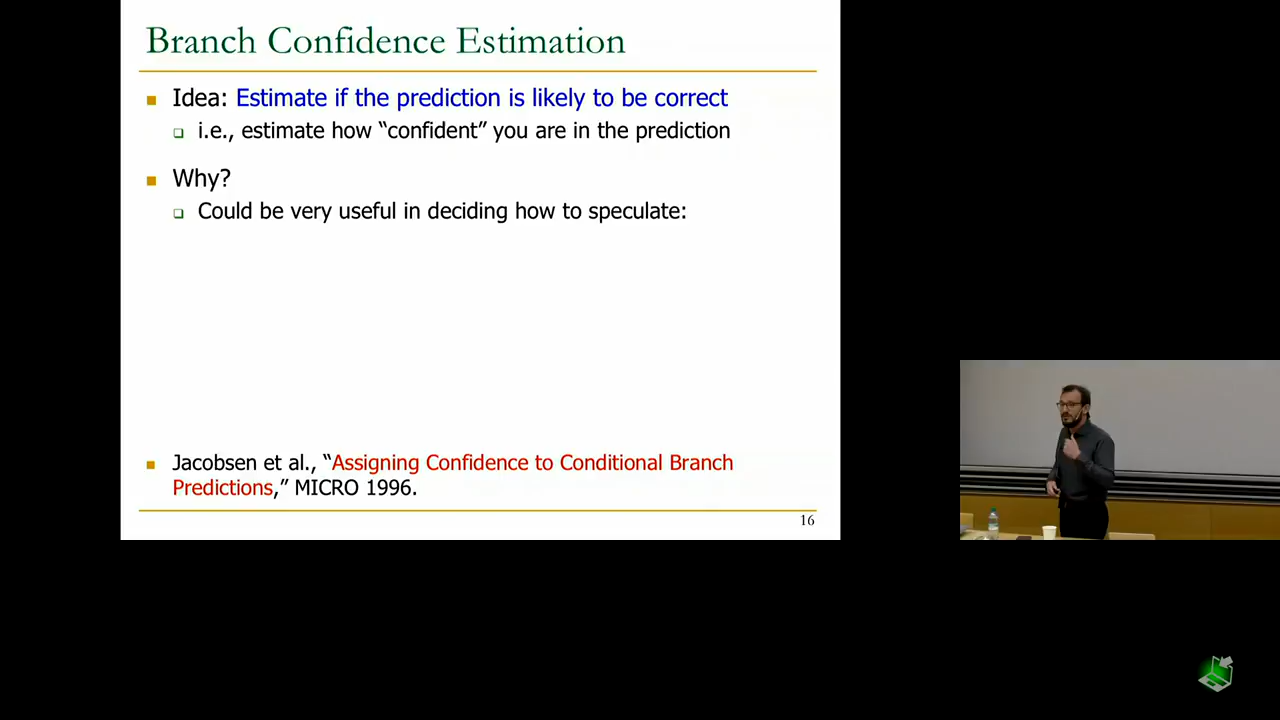 Branch Confidence Estimation
Idea: Estimate if the prediction is likely to be correct
i.e., estimate how “confident” you are in the prediction
Why?
Could be very useful in deciding how to speculate:
Jacobsen et al., “Assigning Confidence to Conditional Branch
Predictions,” MICRO 1996.
16